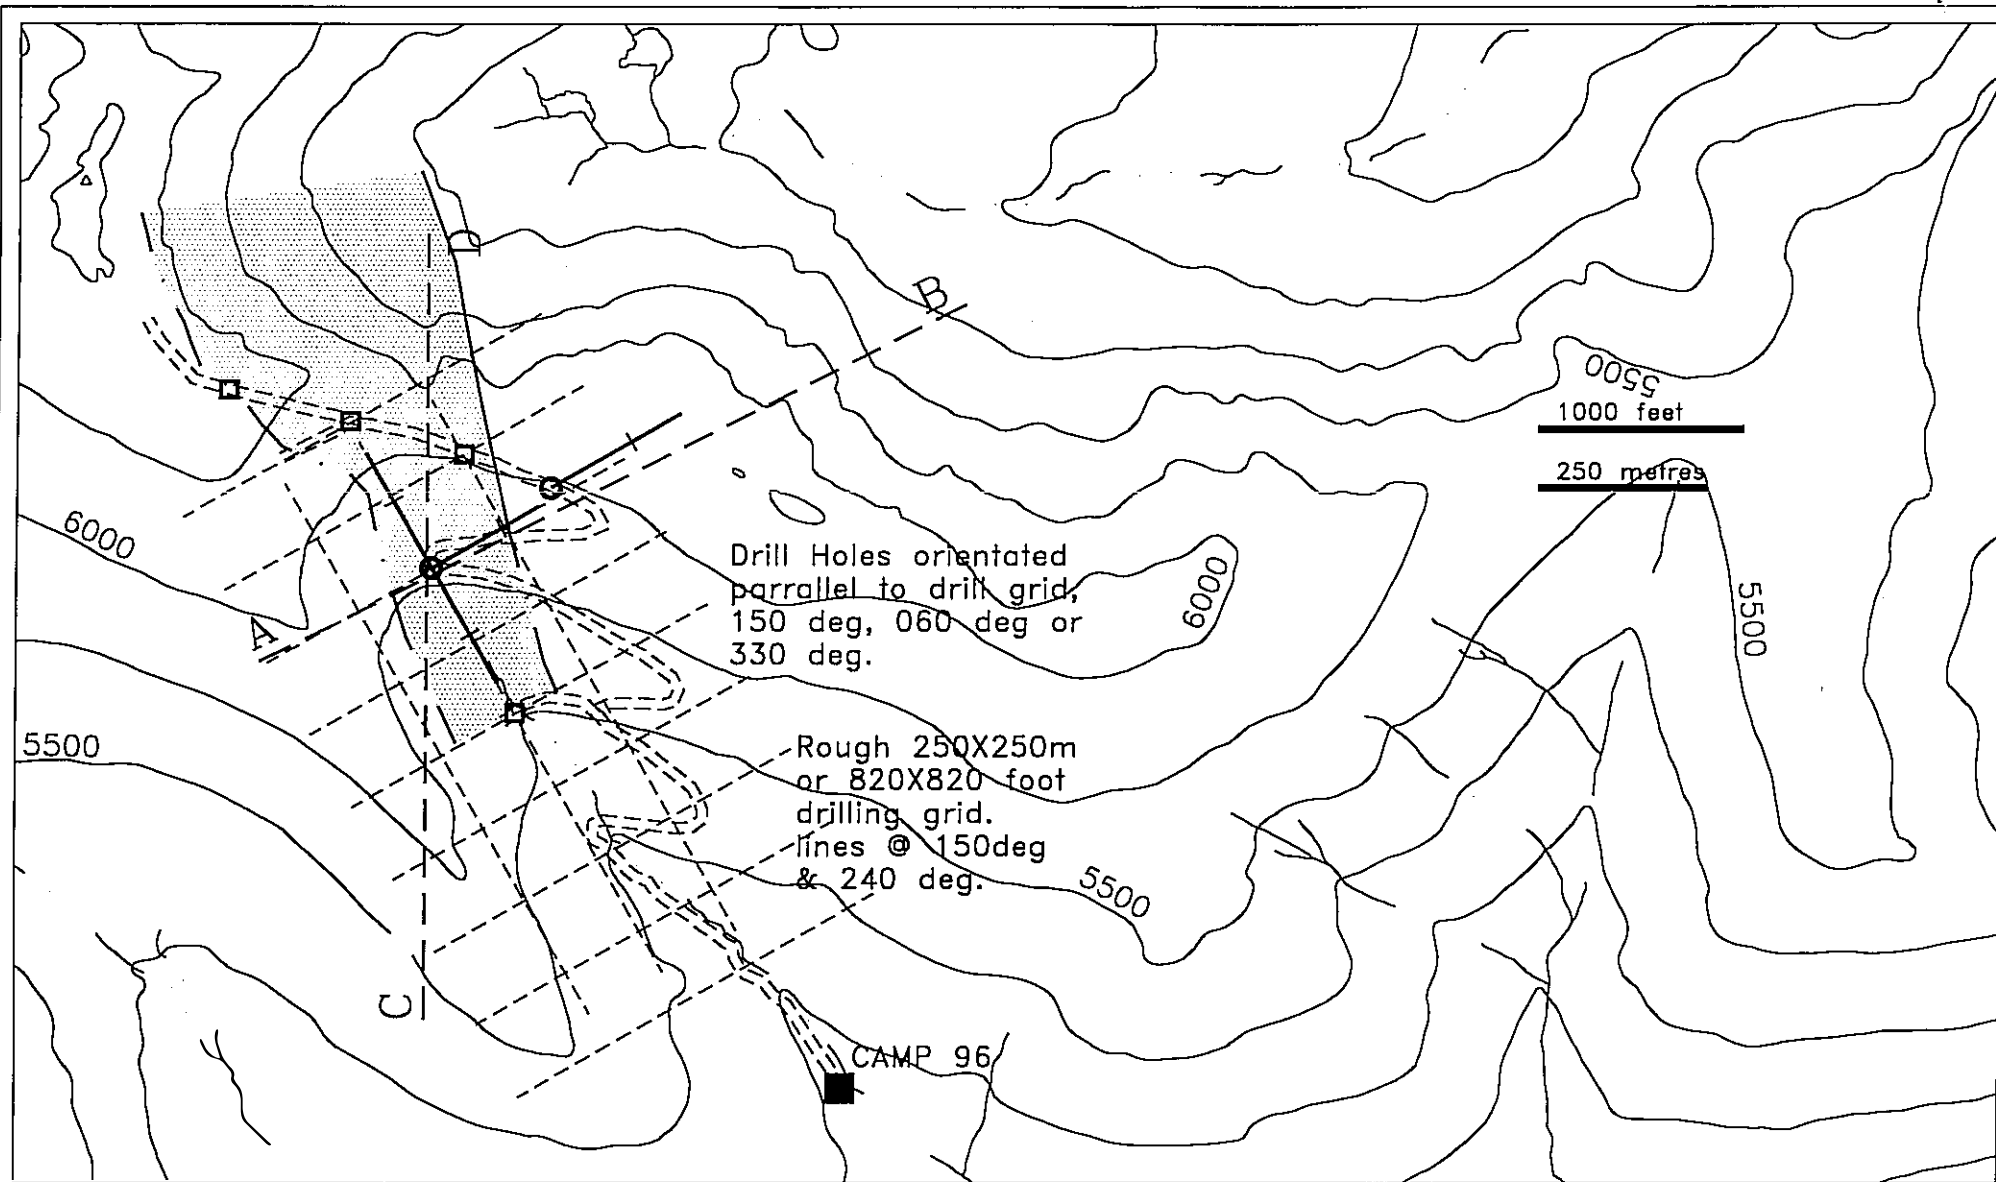 D
B
5500
1000 feet
250 metres
6000
Drill Holes orientated
parrallel to drill grid,
150 deg, 060 deg or
330 deg.
6000
5500
A
5500
Rough 250X250m
or 820X820 foot
drilling grid.
lines @ 150deg
& 240 deg.
5500
C
CAMP 96